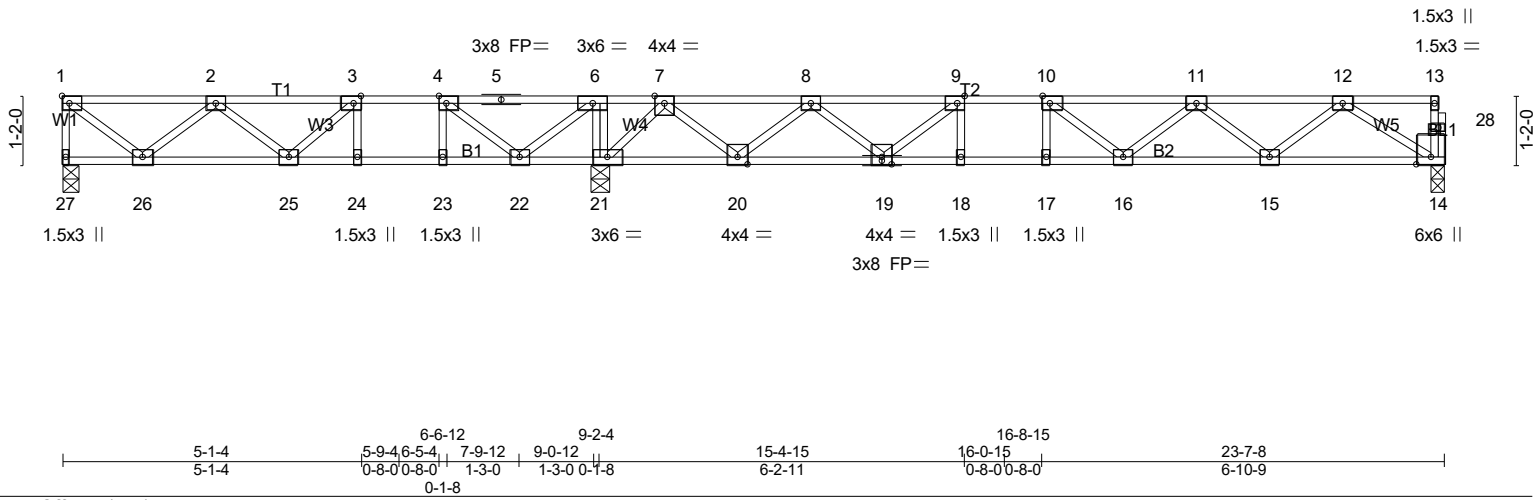 1.5x3 ||
3x8 FP= 3x6 = 4x4 = 1.5x3 =
1 2 3 4 5 6 7 8 9 10 11 12 13
T1 T2
1-2-0 W1 W3 W4 W5 BL1 28 1-2-0
B1 B2
27 26 25 24 23 22 21 20 19 18 17 16 15 14
1.5x3 || 1.5x3 || 1.5x3 || 3x6 = 4x4 = 4x4 = 1.5x3 || 1.5x3 || 6x6 ||
3x8 FP=
6-6-12 9-2-4 16-8-15
5-1-4 5-9-4 6-5-4 7-9-12 9-0-12 15-4-15 16-0-15 23-7-8
5-1-4 0-8-0 0-8-0 1-3-0 1-3-0 0-1-8 6-2-11 0-8-0 0-8-0 6-10-9
0-1-8